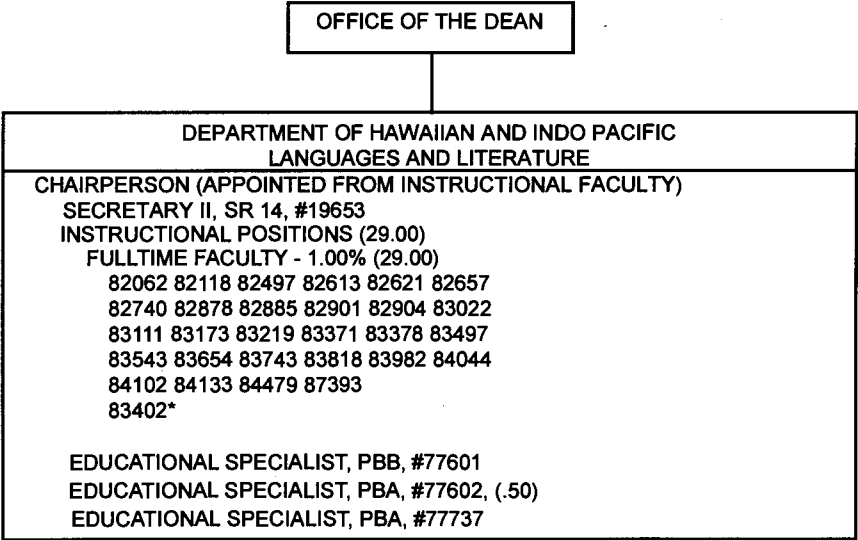 OFFICE OF THE DEAN
DEPARTMENT OF HAWAIIAN AND INDO PACIFIC
LANGUAGES AND LITERATURE
CHAIRPERSON (APPOINTED FROM INSTRUCTIONAL FACULTY)
SECRETARY II, SR 14, #19653
INSTRUCTIONAL POSITIONS (29.00)
FULLTIME FACULTY - 1.00% (29.00)
82062 82118 82497 82613 82621 82657
82740 82878 82885 82901 82904 83022
83111 83173 83219 83371 83378 83497
83543 83654 83743 83818 83982 84044
84102 84133 84479 87393
83402*
EDUCATIONAL SPECIALIST, PBB, #77601
EDUCATIONAL SPECIALIST, PBA, #77602, (.50)
EDUCATIONAL SPECIALIST, PBA, #77737